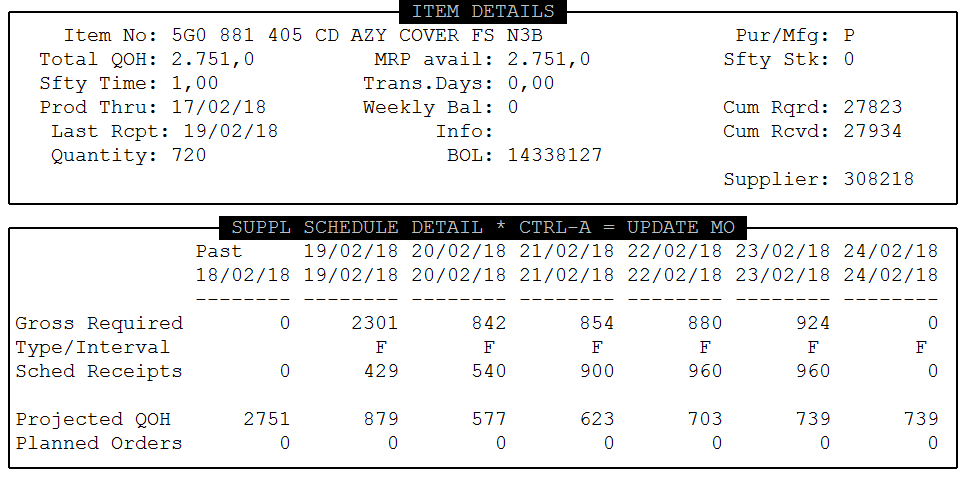 ITEM DETAILS
Item No: 5G0 881 405 CD AZY COVER FS N3B Pur/Mfg: P
Total QOH: 2.751,0 MRP avail: 2.751,0 Sfty Stk: 0
Sfty Time: 1,00 Trans.Days: 0,00
Prod Thru: 17/02/18 Weekly Bal: 0 Cum Rqrd: 27823
Last Rcpt: 19/02/18 Info: Cum Rcvd: 27934
Quantity: 720 BOL: 14338127
Supplier: 308218
SUPPL SCHEDULE DETAIL * CTRL-A = UPDATE MO
Past 19/02/18 20/02/18 21/02/18 22/02/18 23/02/18 24/02/18
18/02/18 19/02/18 20/02/18 21/02/18 22/02/18 23/02/18 24/02/18
-------- -------- -------- -------- -------- -------- --------
Gross Required 0 2301 842 854 880 924 0
Type/Interval F F F F F F
Sched Receipts 0 429 540 900 960 960 0
Projected QOH 2751 879 577 623 703 739 739
Planned Orders 0 0 0 0 0 0 0